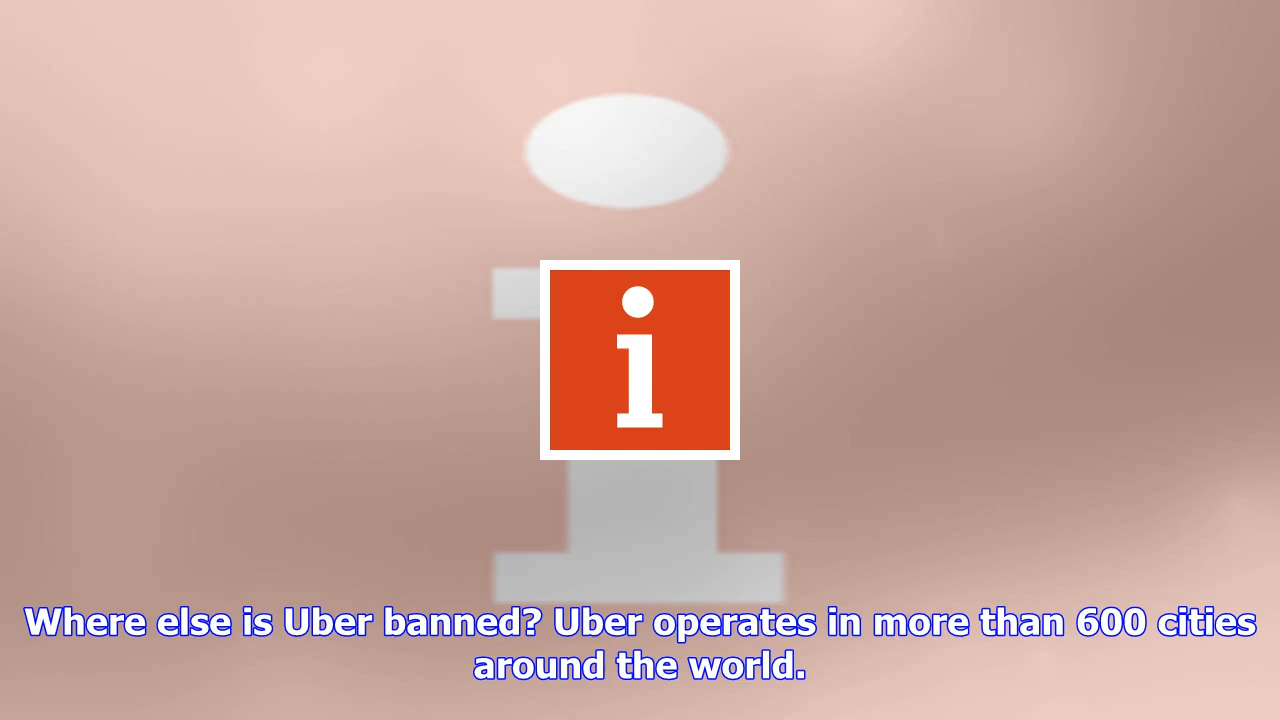 i
Where else is Uber banned? Uber operates in more than 600 cities
around the world.